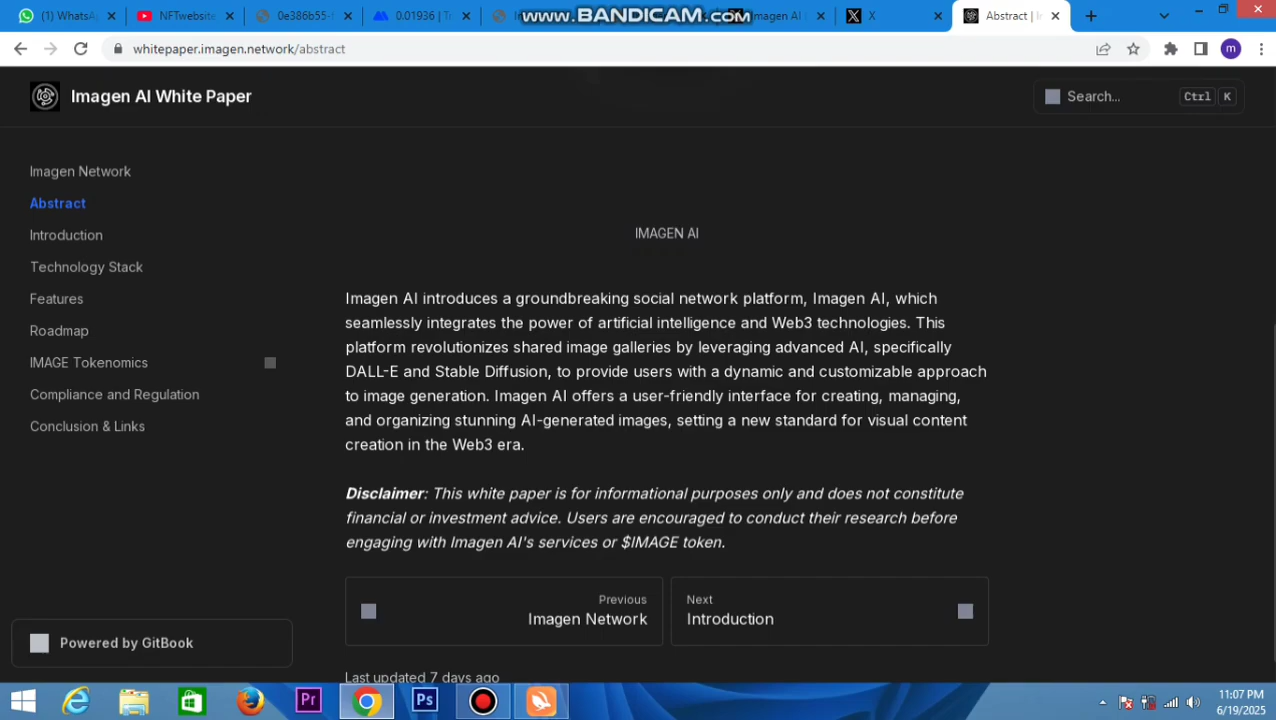 (1) WhatsA
NFTwebsite
0e386b55-
0.01936 | T
www.BANDICAM.com
magen AI
X
Abstract |
whitepaper.imagen.network/abstract
m
Imagen AI White Paper
Search...
Ctrl K
Imagen Network
Abstract
Introduction
Technology Stack
Features
Roadmap
IMAGE Tokenomics
Compliance and Regulation
Conclusion & Links
IMAGEN AI
Imagen AI introduces a groundbreaking social network platform, Imagen AI, which
seamlessly integrates the power of artificial intelligence and Web3 technologies. This
platform revolutionizes shared image galleries by leveraging advanced AI, specifically
DALL-E and Stable Diffusion, to provide users with a dynamic and customizable approach
to image generation. Imagen AI offers a user-friendly interface for creating, managing,
and organizing stunning AI-generated images, setting a new standard for visual content
creation in the Web3 era.
Disclaimer: This white paper is for informational purposes only and does not constitute
financial or investment advice. Users are encouraged to conduct their research before
engaging with Imagen AI's services or $IMAGE token.
Previous
Imagen Network
Next
Introduction
Powered by GitBook
Last updated 7 days ago
Pr
Ps
11:07 PM
6/19/2025